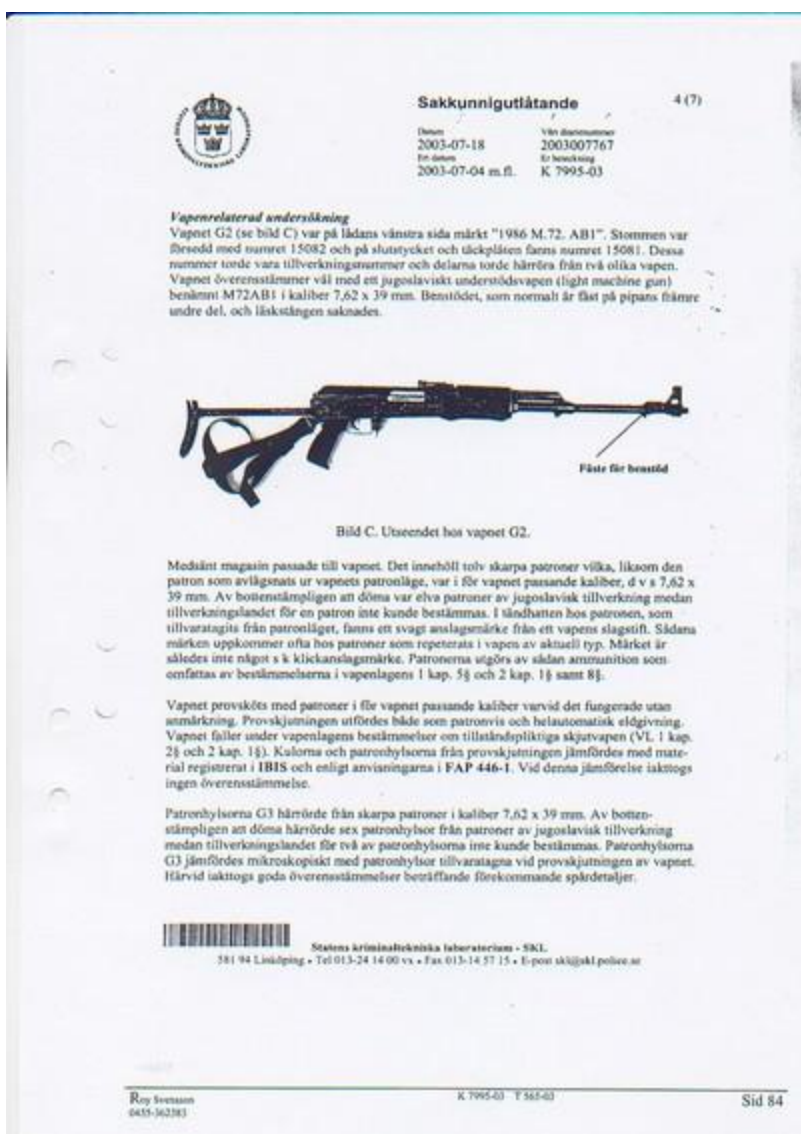 Sakkunnigutlåtande
4 (7)
Datum Vårt diarienummer
2003-07-18 2003007767
Ert datum Er beteckning
2003-07-04 m.fl. K 7995-03
Vapenrelaterad undersökning
Vapnet G2 (se bild C) var på lådans vänstra sida märkt "1986 M.72. AB1". Stommen var
försedd med numret 15082 och på slutstycket och täckplåten fanns numret 15081. Dessa
nummer torde vara tillverkningsnummer och delarna torde härröra från två olika vapen.
Vapnet överensstämmer väl med ett jugoslaviskt understödsvapen (light machine gun)
benämnt M72AB1 i kaliber 7,62 x 39 mm. Benstödet, som normalt är fäst på pipans främre
undre del, och läskstången saknades.
Fäste för benstöd
Bild C. Utseendet hos vapnet G2.
Medsänt magasin passade till vapnet. Det innehöll tolv skarpa patroner vilka, liksom den
patron som avlägsnats ur vapnets patronläge, var i för vapnet passande kaliber, d v s 7,62 x
39 mm. Av bottenstämpligen att döma var elva patroner av jugoslavisk tillverkning medan
tillverkningslandet för en patron inte kunde bestämmas. I tändhatten hos patronen, som
tillvaratagits från patronläget, fanns ett svagt anslagsmärke från ett vapens slagstift. Sådana
märken uppkommer ofta hos patroner som repeterats i vapen av aktuell typ. Märket är
således inte något s k klickanslagsmärke. Patronerna utgörs av sådan ammunition som
omfattas av bestämmelserna i vapenlagens 1 kap. 5§ och 2 kap. 1§ samt 8§.
Vapnet provsköts med patroner i för vapnet passande kaliber varvid det fungerade utan
anmärkning. Provskjutningen utfördes både som patronvis och helautomatisk eldgivning.
Vapnet faller under vapenlagens bestämmelser om tillståndspliktiga skjutvapen (VL 1 kap.
2§ och 2 kap. 1§). Kulorna och patronhylsorna från provskjutningen jämfördes med mate-
rial registrerat i IBIS och enligt anvisningarna i FAP 446-1. Vid denna jämförelse iakttogs
ingen överensstämmelse.
Patronhylsorna G3 härrörde från skarpa patroner i kaliber 7,62 x 39 mm. Av botten-
stämpligen att döma härrörde sex patronhylsor från patroner av jugoslavisk tillverkning
medan tillverkningslandet för två av patronhylsorna inte kunde bestämmas. Patronhylsorna
G3 jämfördes mikroskopiskt med patronhylsor tillvaratagna vid provskjutningen av vapnet.
Härvid iakttogs goda överensstämmelser beträffande förekommande spårdetaljer.
Statens kriminaltekniska laboratorium - SKL
581 94 Linköping • Tel 013-24 14 00 vx • Fax 013-14 57 15 • E-post skl@skl.police.se
Roy Svensson K 7995-03 T 565-03 Sid 84
0455-362383